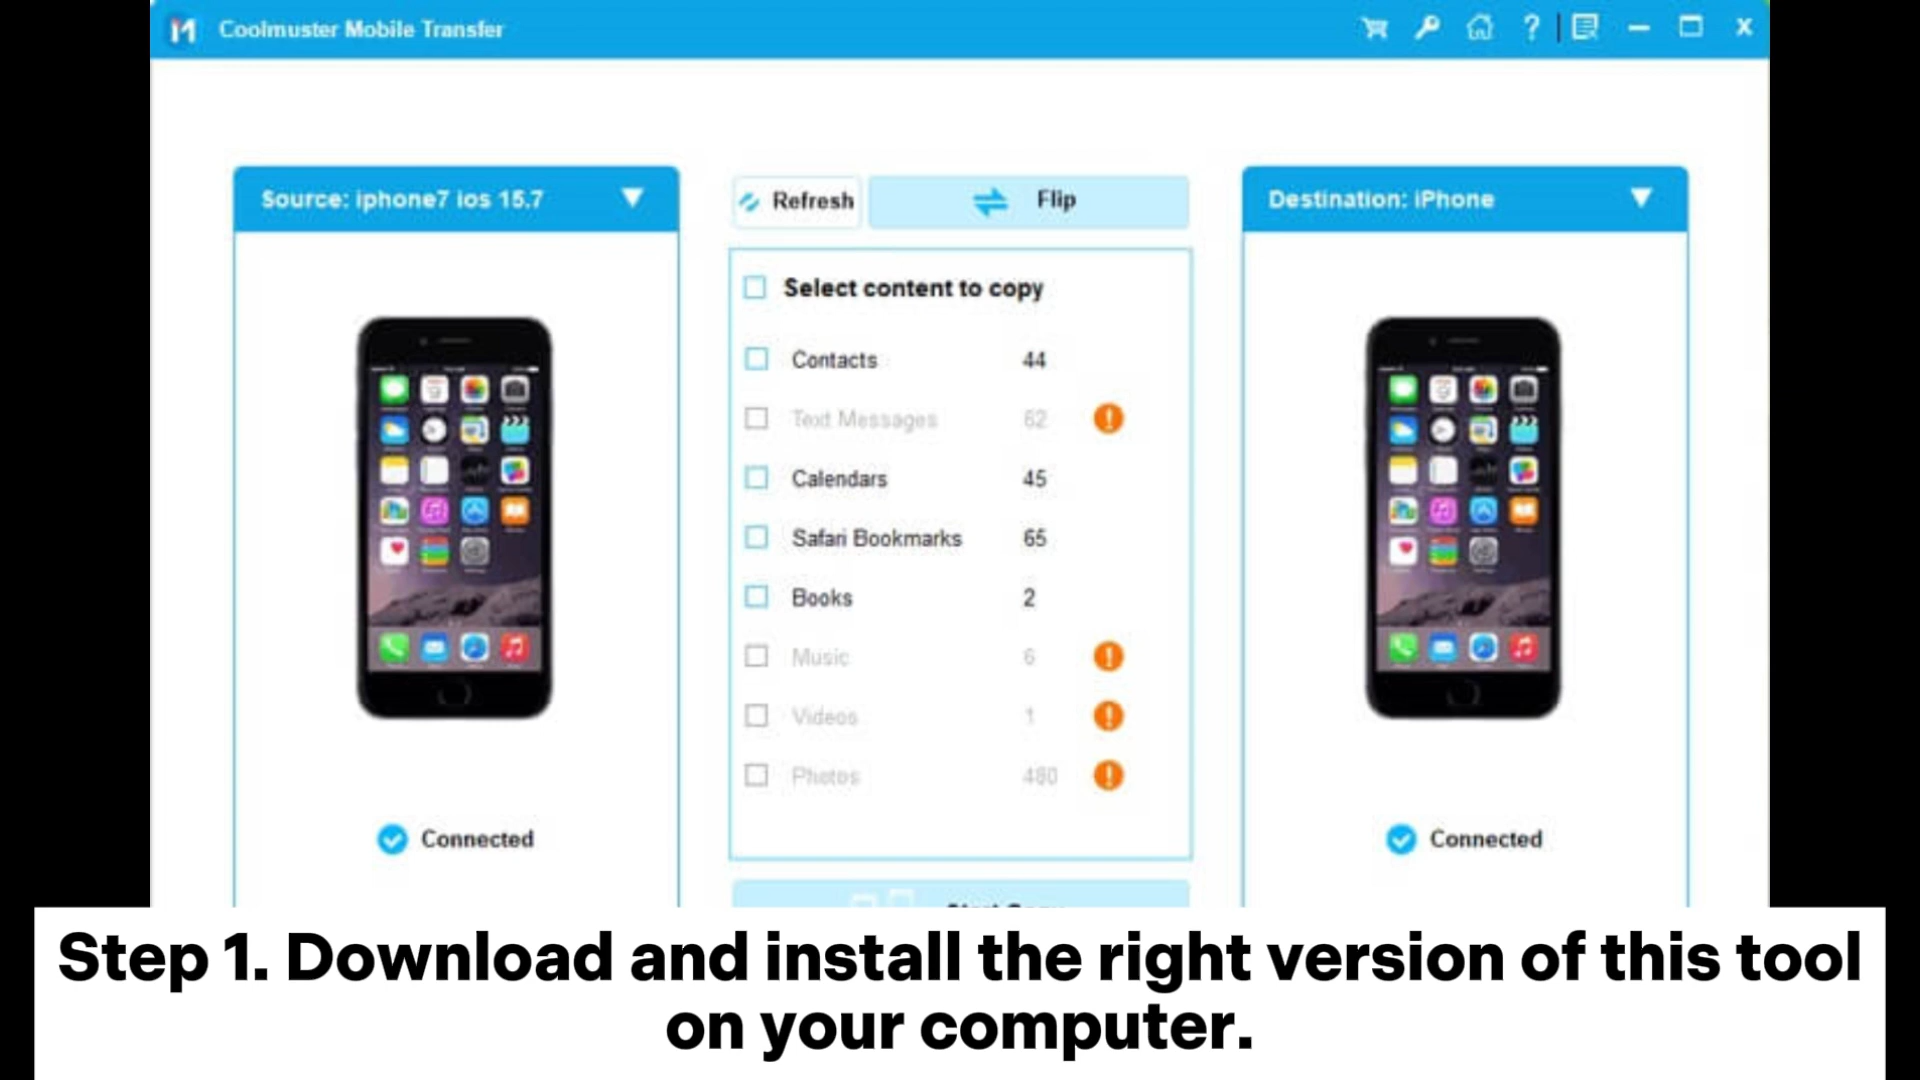 Coolmuster Mobile Transfer
Source: iphone7 ios 15.7
Refresh
Flip
Destination: iPhone
Select content to copy
Contacts 44
Text Messages 62
Calendars 45
Safari Bookmarks 65
Books 2
Music 6
Videos 1
Photos 480
Connected
Connected
Step 1. Download and install the right version of this tool
on your computer.